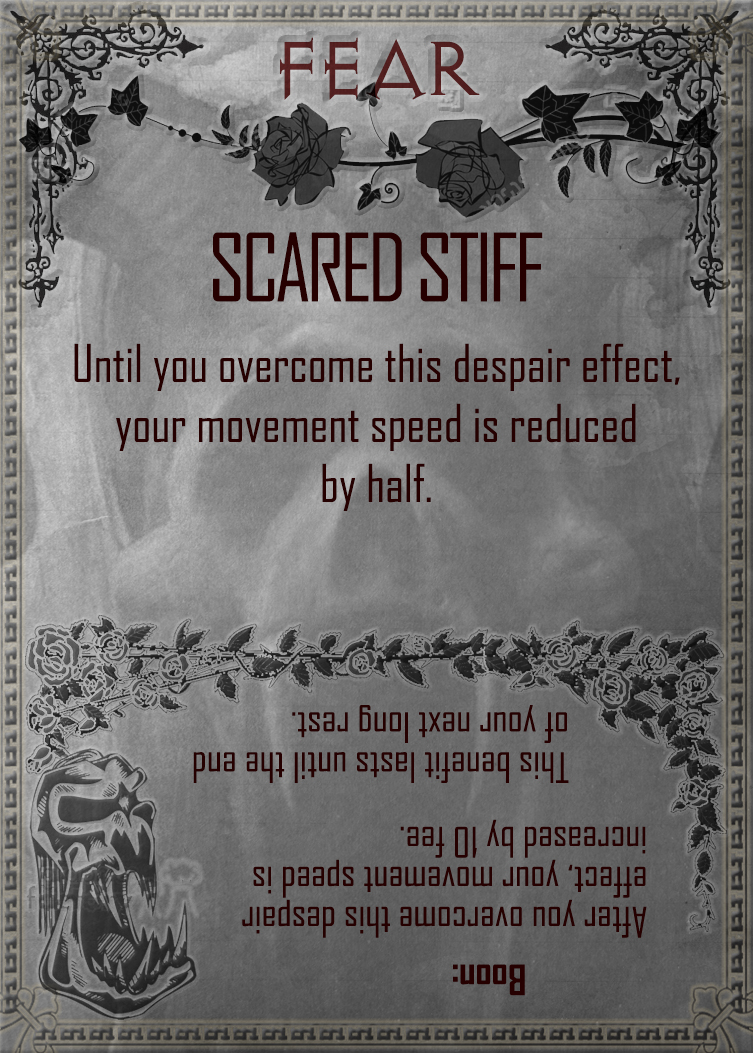 FEAR
SCARED STIFF
Until you overcome this despair effect,
your movement speed is reduced
by half.
Boon:
After you overcome this despair
effect, your movement speed is
increased by 10 fee.
This benefit lasts until the end
of your next long rest.